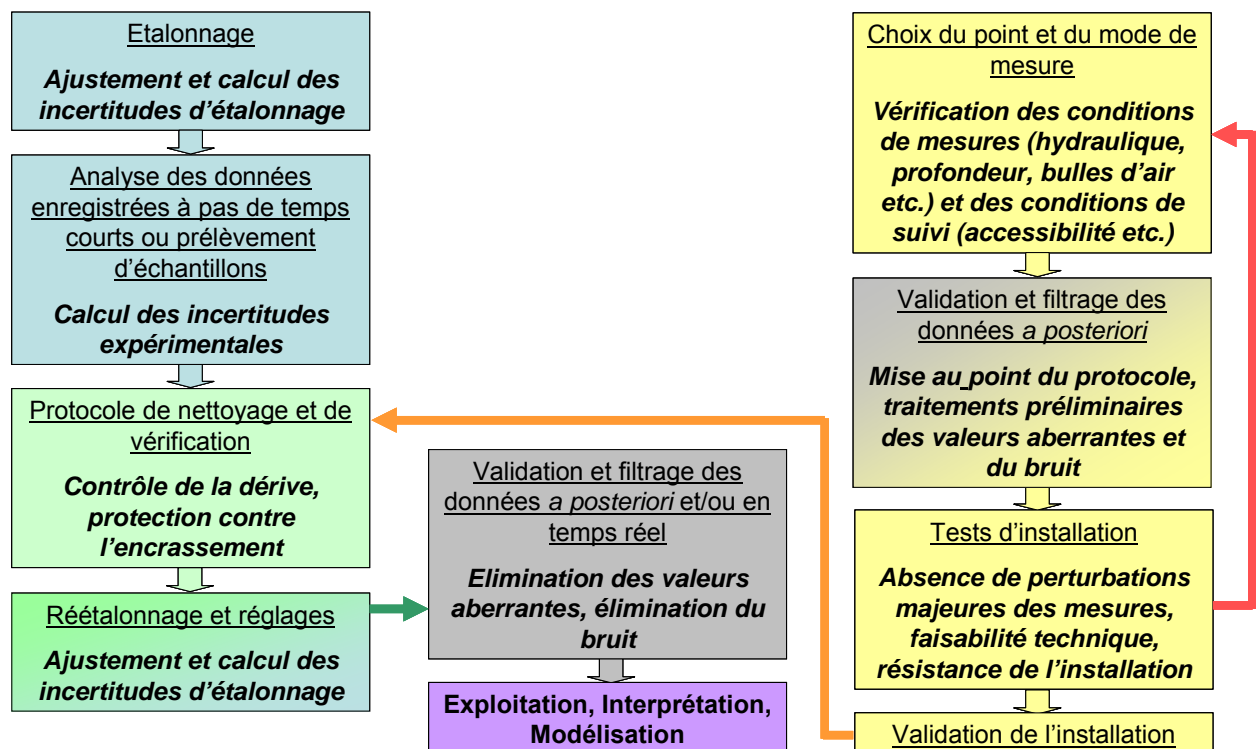 Etalonnage
Ajustement et calcul des
incertitudes d'étalonnage
Analyse des données
enregistrées à pas de temps
courts ou prélèvement
d'échantillons
Calcul des incertitudes
expérimentales
Protocole de nettoyage et de
vérification
Contrôle de la dérive,
protection contre
l'encrassement
Réétalonnage et réglages
Ajustement et calcul des
incertitudes d'étalonnage
Validation et filtrage des
données a posteriori et/ou en
temps réel
Elimination des valeurs
aberrantes, élimination du
bruit
Exploitation, Interprétation,
Modélisation
Choix du point et du mode de
mesure
Vérification des conditions
de mesures (hydraulique,
profondeur, bulles d'air
etc.) et des conditions de
suivi (accessibilité etc.)
Validation et filtrage des
données a posteriori
Mise au point du protocole,
traitements préliminaires
des valeurs aberrantes et
du bruit
Tests d'installation
Absence de perturbations
majeures des mesures,
faisabilité technique,
résistance de l'installation
Validation de l'installation